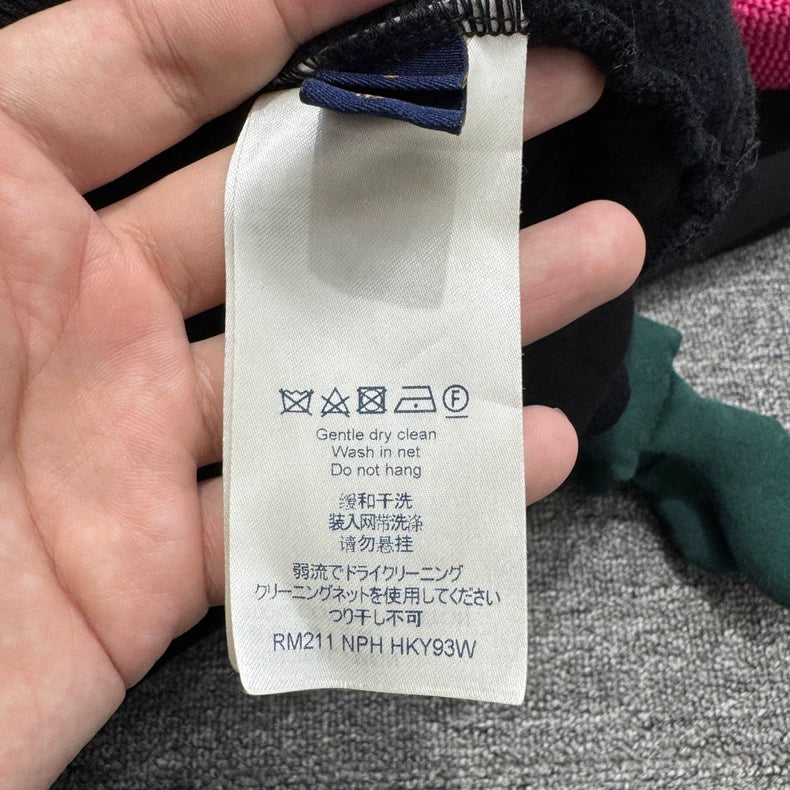 F
Gentle dry clean
Wash in net
Do not hang
缓和干洗
装入网带洗涤
请勿悬挂
弱流でドライクリーニング
クリーニングネットを使用してください
つり干し不可
RM211 NPH HKY93W